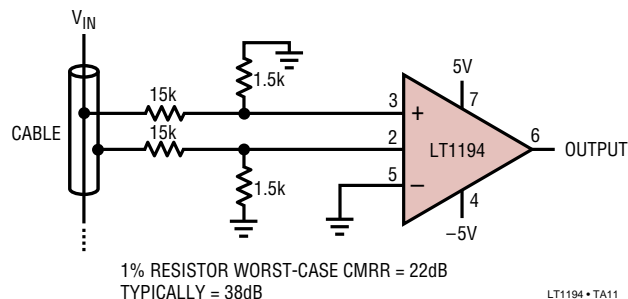 V_IN
15k
1.5k
5V
CABLE
15k
3
+
7
2
LT1194
6
OUTPUT
5
−
1.5k
4
−5V
1% RESISTOR WORST-CASE CMRR = 22dB
TYPICALLY = 38dB
LT1194 • TA11